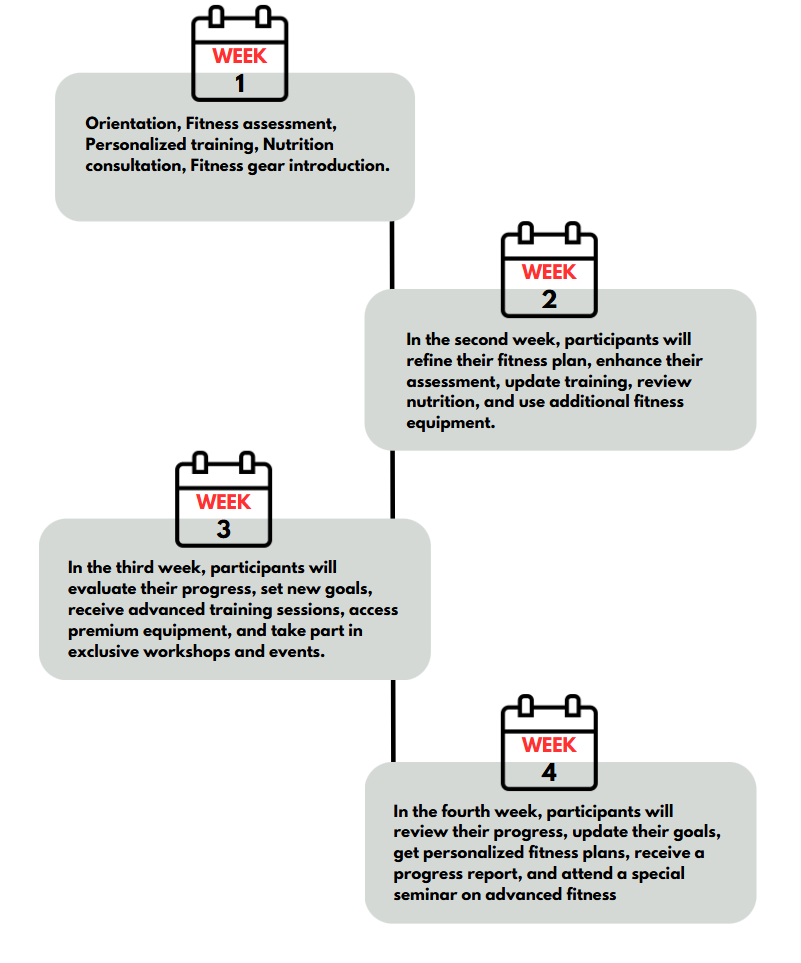 WEEK
1
Orientation, Fitness assessment,
Personalized training, Nutrition
consultation, Fitness gear introduction.
WEEK
2
In the second week, participants will
refine their fitness plan, enhance their
assessment, update training, review
nutrition, and use additional fitness
equipment.
WEEK
3
In the third week, participants will
evaluate their progress, set new goals,
receive advanced training sessions, access
premium equipment, and take part in
exclusive workshops and events.
WEEK
4
In the fourth week, participants will
review their progress, update their goals,
get personalized fitness plans, receive a
progress report, and attend a special
seminar on advanced fitness